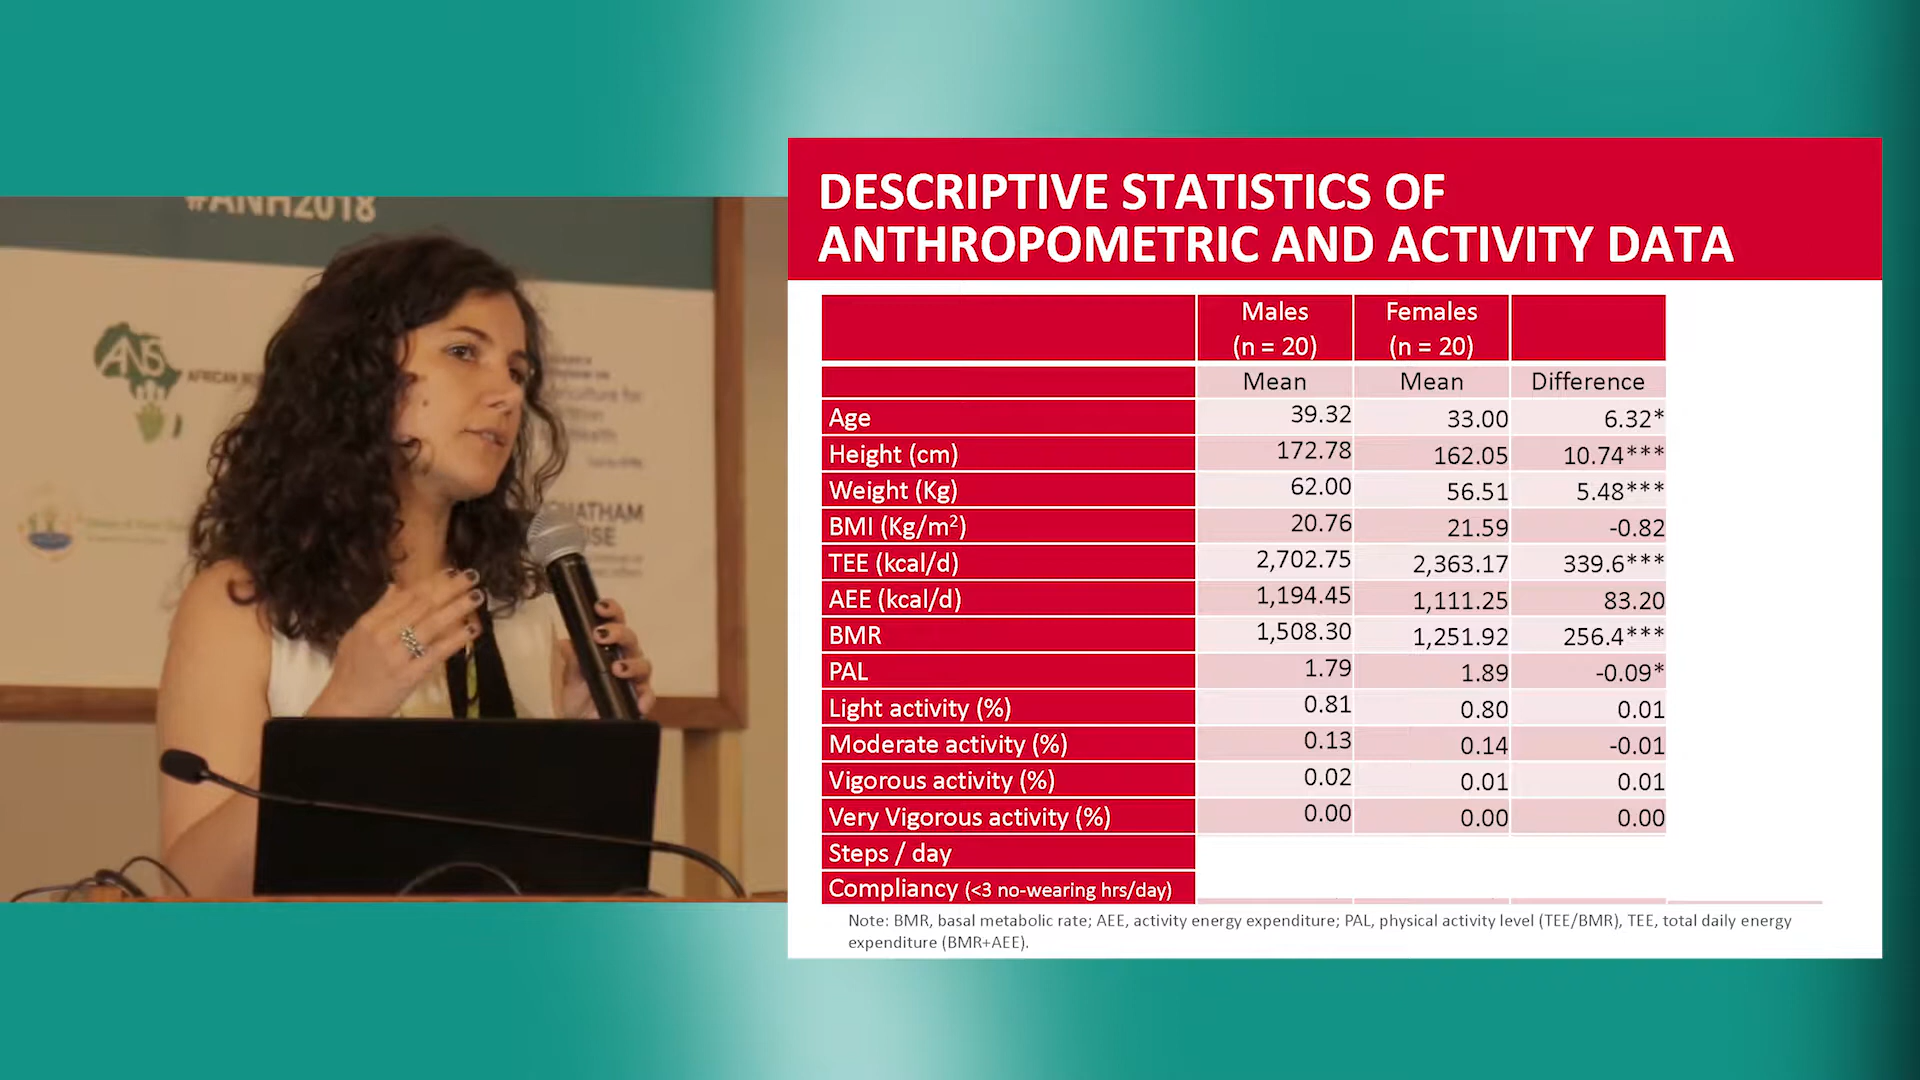 #ANH2018
ANS
AFRICAN
CHATHAM
DESCRIPTIVE STATISTICS OF
ANTHROPOMETRIC AND ACTIVITY DATA
Males Females
(n = 20) (n = 20)
Mean Mean Difference
Age 39.32 33.00 6.32*
Height (cm) 172.78 162.05 10.74***
Weight (Kg) 62.00 56.51 5.48***
BMI (Kg/m²) 20.76 21.59 -0.82
TEE (kcal/d) 2,702.75 2,363.17 339.6***
AEE (kcal/d) 1,194.45 1,111.25 83.20
BMR 1,508.30 1,251.92 256.4***
PAL 1.79 1.89 -0.09*
Light activity (%) 0.81 0.80 0.01
Moderate activity (%) 0.13 0.14 -0.01
Vigorous activity (%) 0.02 0.01 0.01
Very Vigorous activity (%) 0.00 0.00 0.00
Steps / day
Compliancy (<3 no-wearing hrs/day)
Note: BMR, basal metabolic rate; AEE, activity energy expenditure; PAL, physical activity level (TEE/BMR), TEE, total daily energy
expenditure (BMR+AEE).